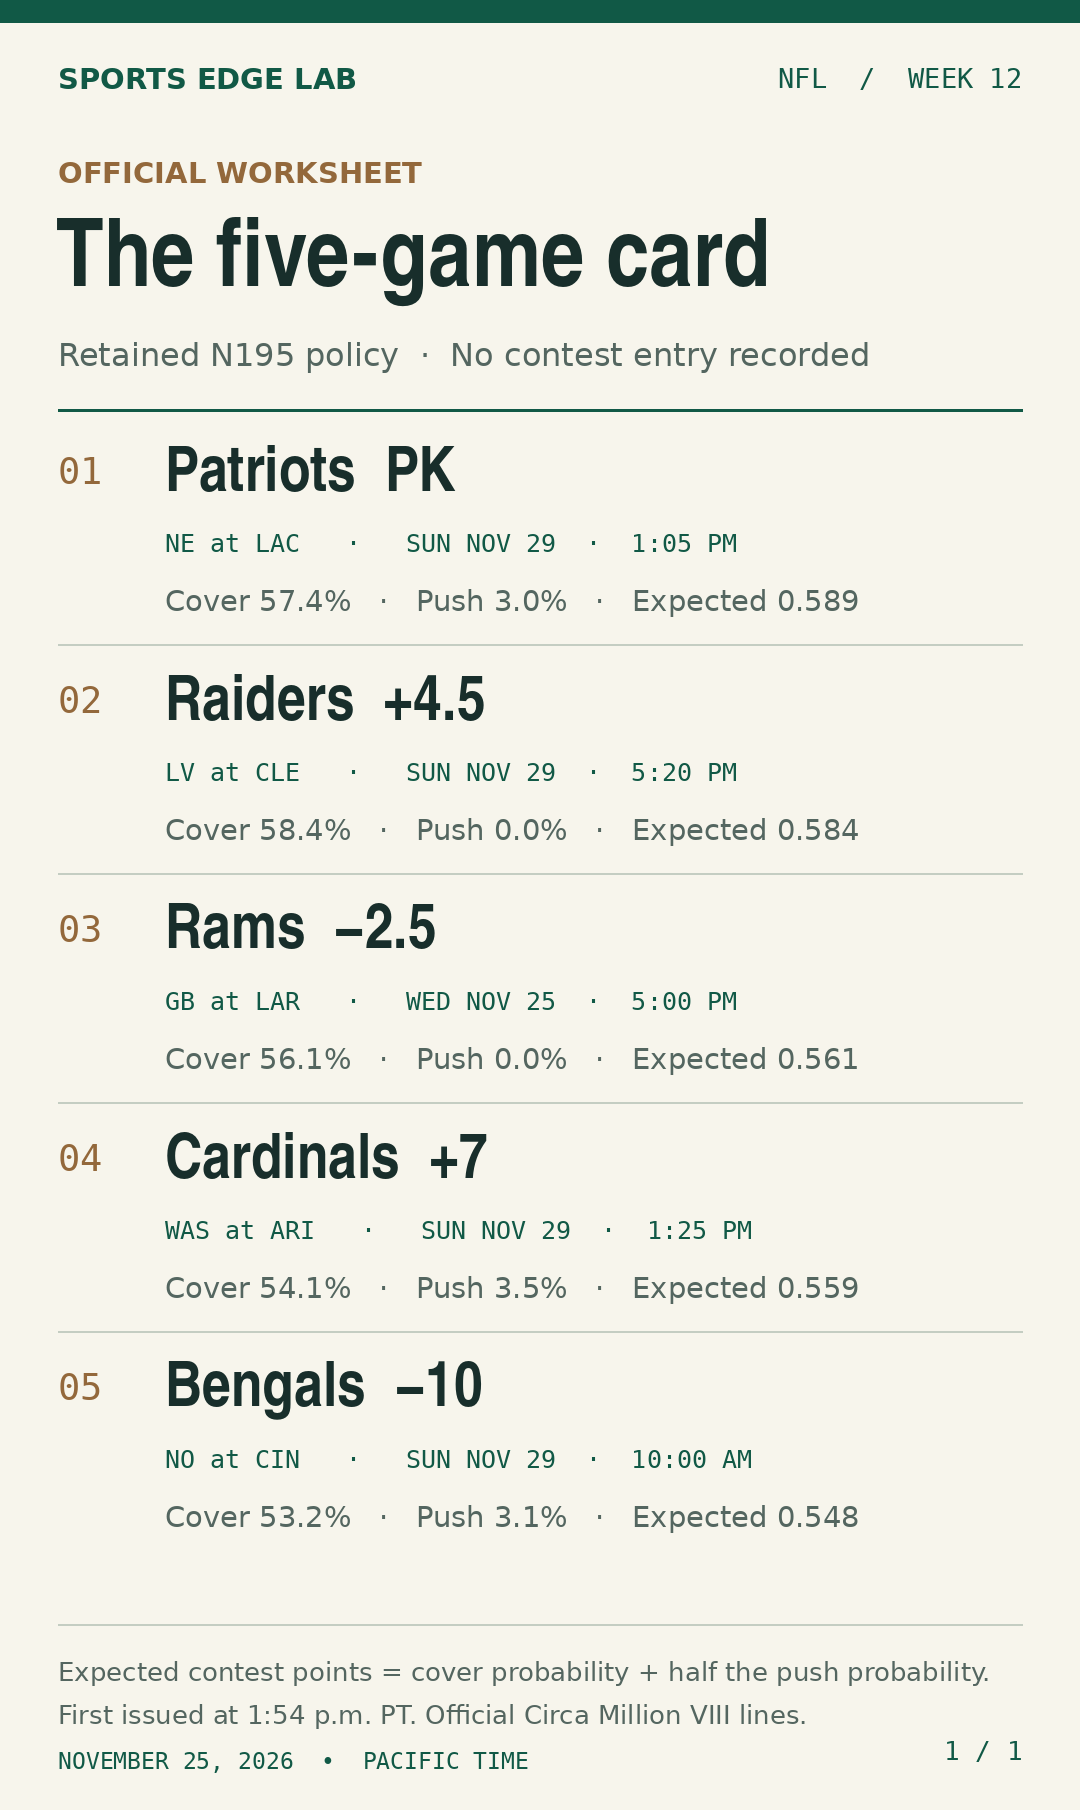 SPORTS EDGE LAB
NFL / WEEK 12
OFFICIAL WORKSHEET
The five-game card
Retained N195 policy · No contest entry recorded
01 Patriots PK
NE at LAC · SUN NOV 29 · 1:05 PM
Cover 57.4% · Push 3.0% · Expected 0.589
02 Raiders +4.5
LV at CLE · SUN NOV 29 · 5:20 PM
Cover 58.4% · Push 0.0% · Expected 0.584
03 Rams −2.5
GB at LAR · WED NOV 25 · 5:00 PM
Cover 56.1% · Push 0.0% · Expected 0.561
04 Cardinals +7
WAS at ARI · SUN NOV 29 · 1:25 PM
Cover 54.1% · Push 3.5% · Expected 0.559
05 Bengals −10
NO at CIN · SUN NOV 29 · 10:00 AM
Cover 53.2% · Push 3.1% · Expected 0.548
Expected contest points = cover probability + half the push probability.
First issued at 1:54 p.m. PT. Official Circa Million VIII lines.
NOVEMBER 25, 2026 • PACIFIC TIME
1 / 1